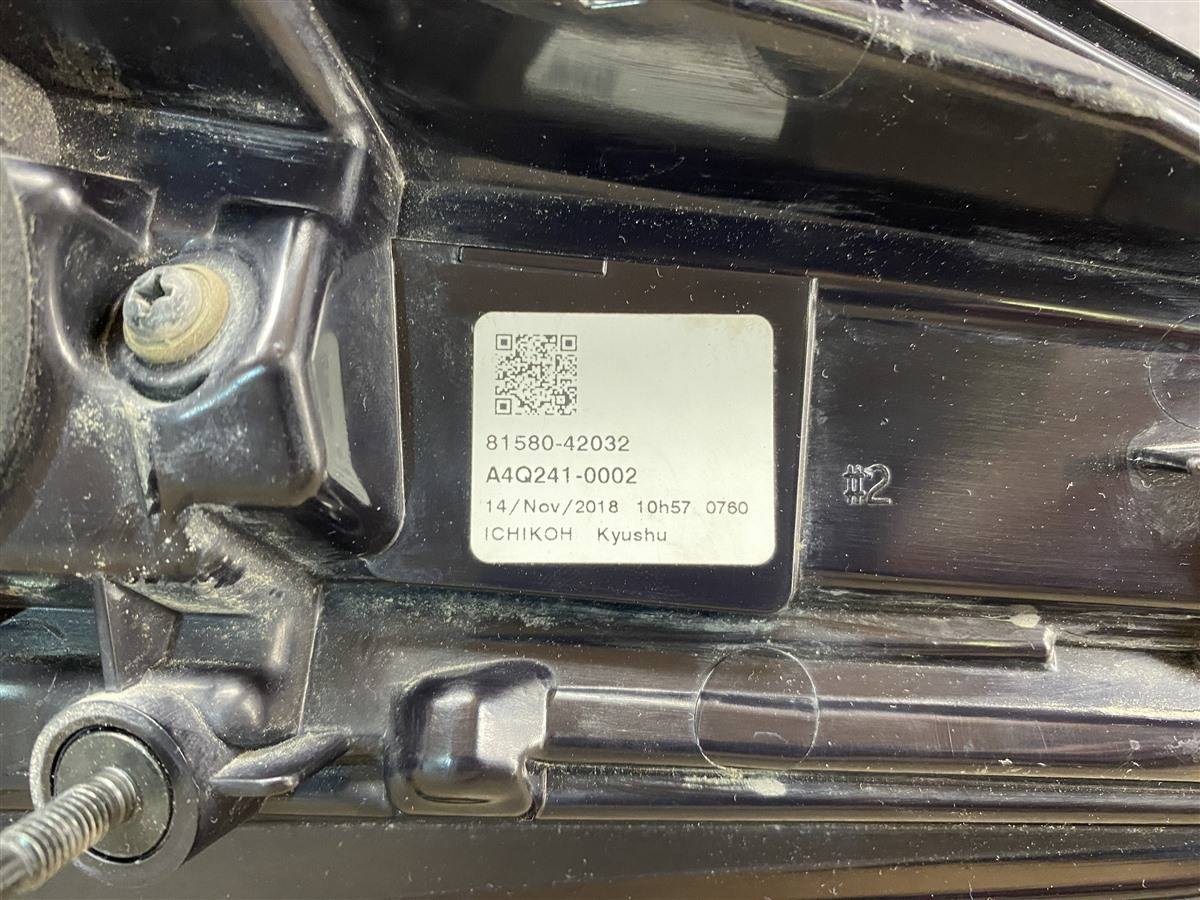 81580-42032
A4Q241-0002
14/Nov/2018 10h57 0760
ICHIKOH Kyushu
#2